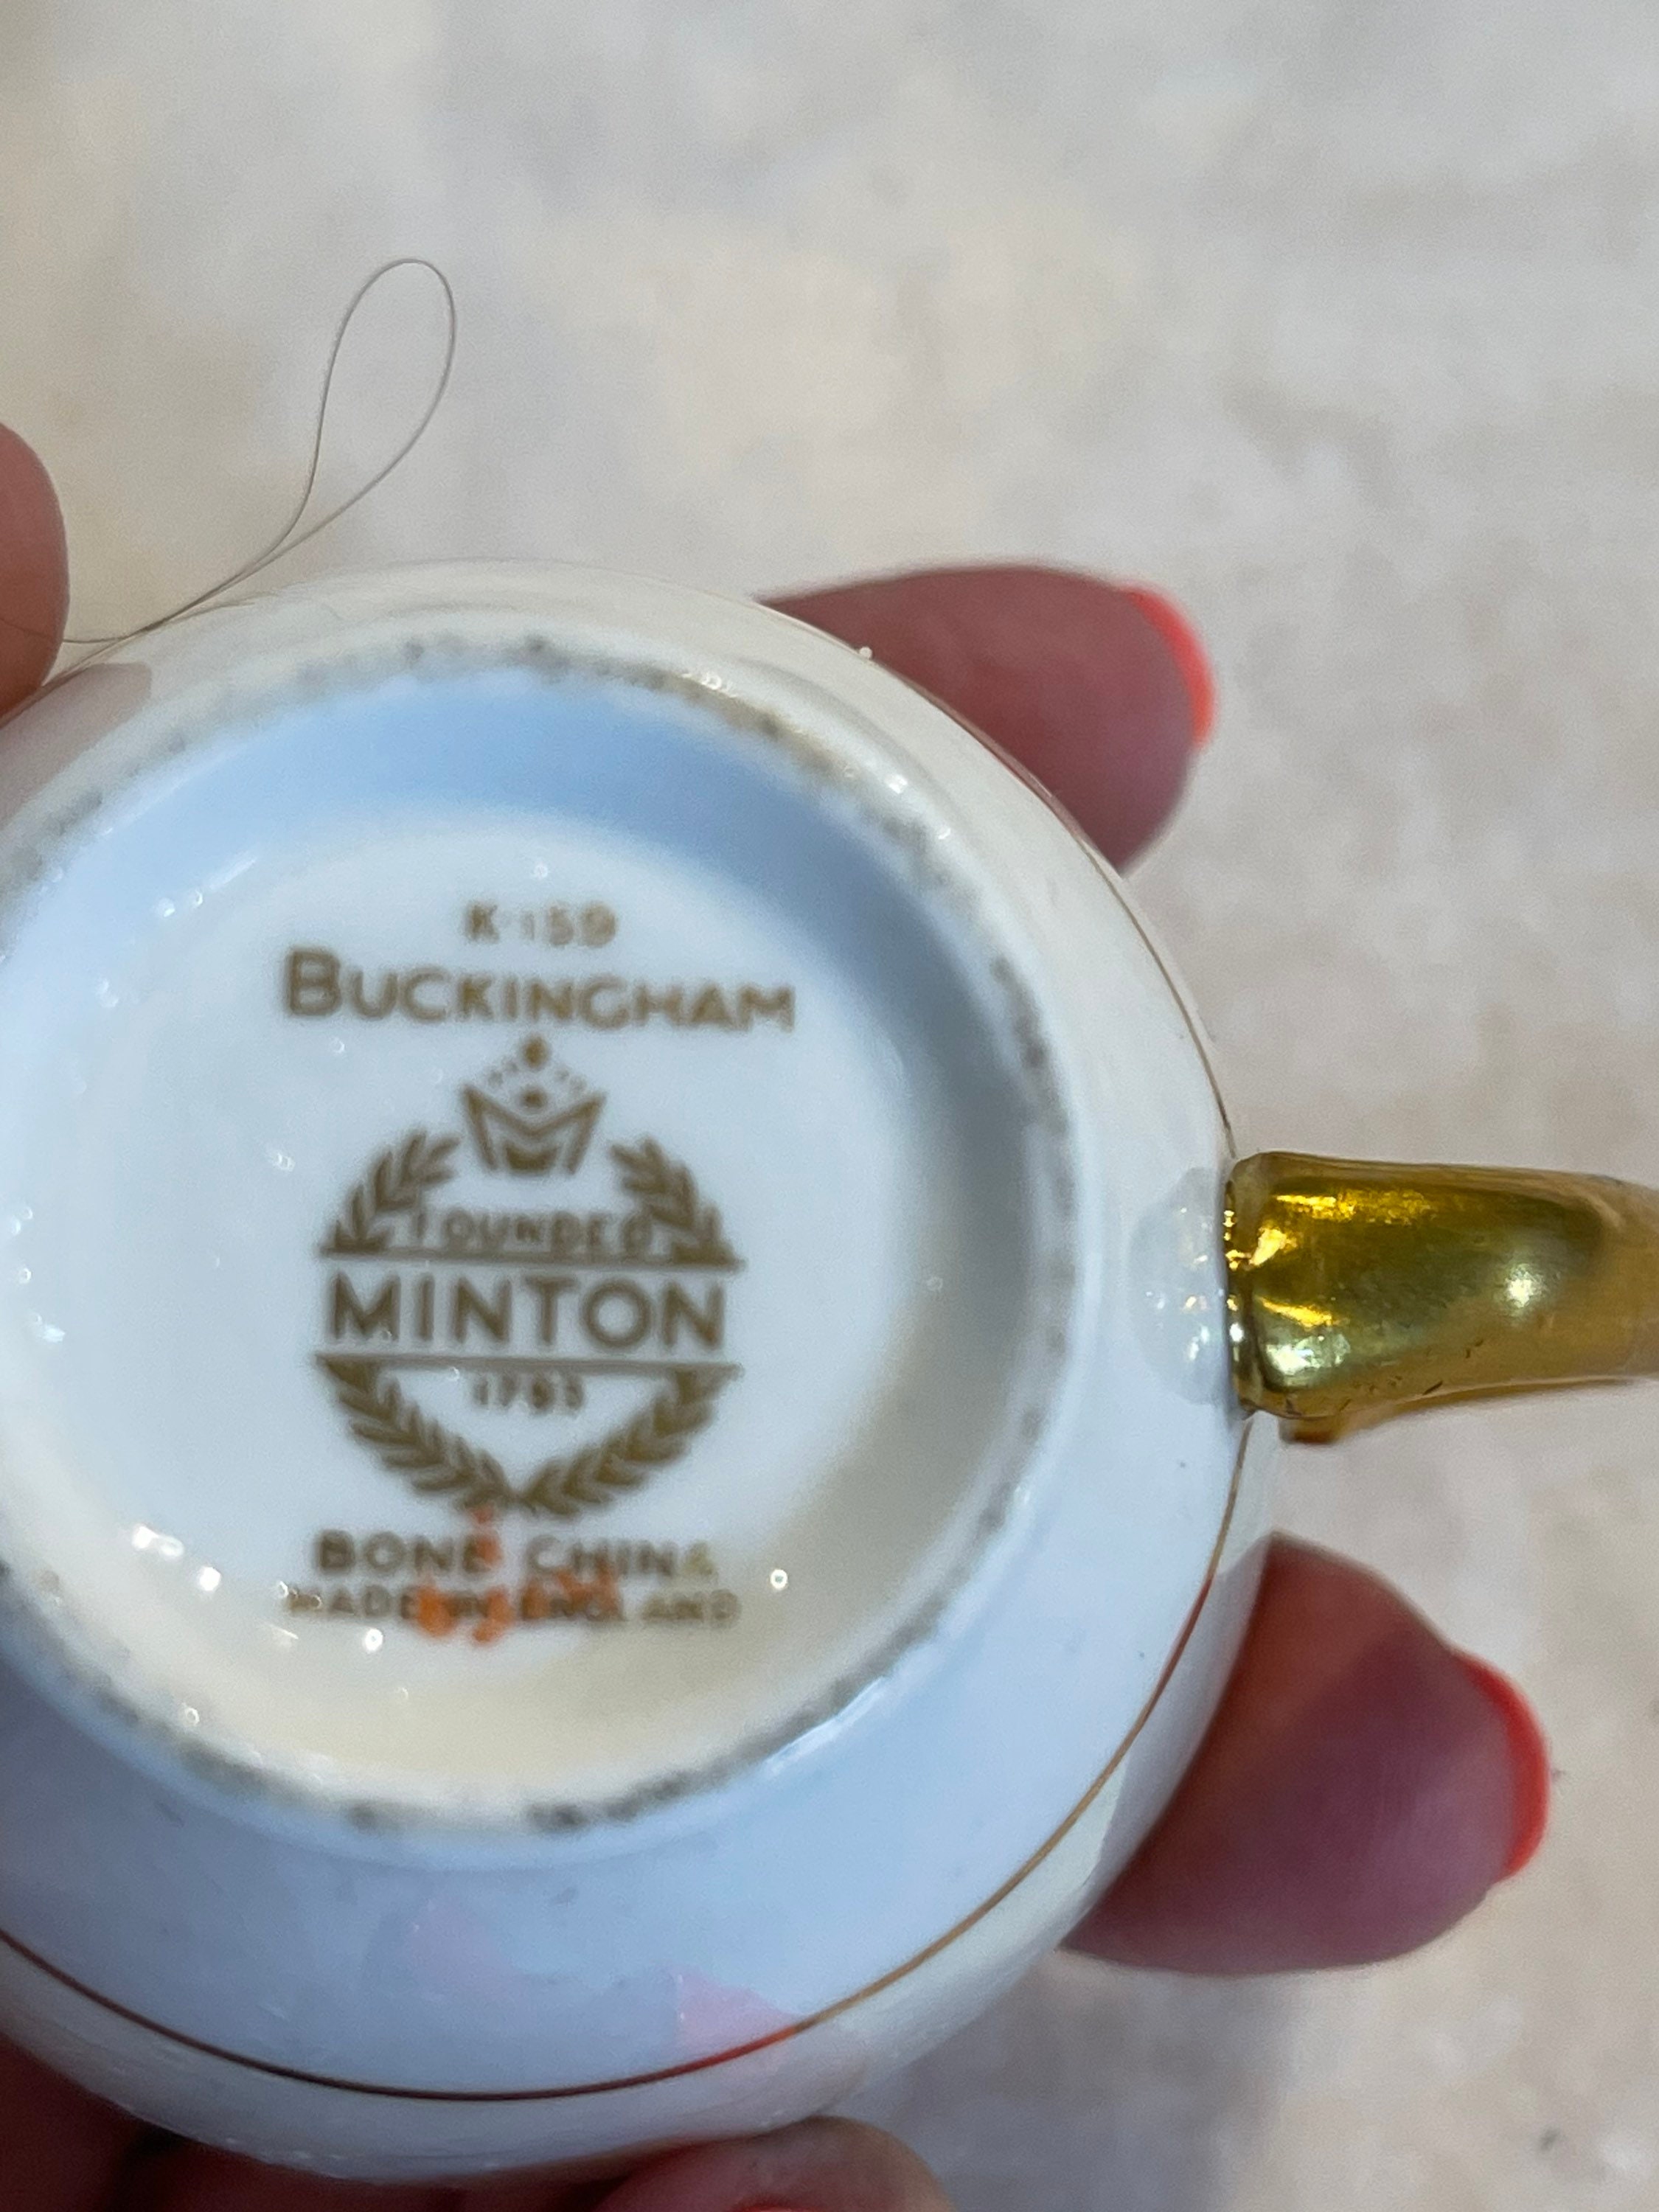 K·159
BUCKINGHAM
FOUNDED
MINTON
1793
BONE CHINA
MADE IN ENGLAND